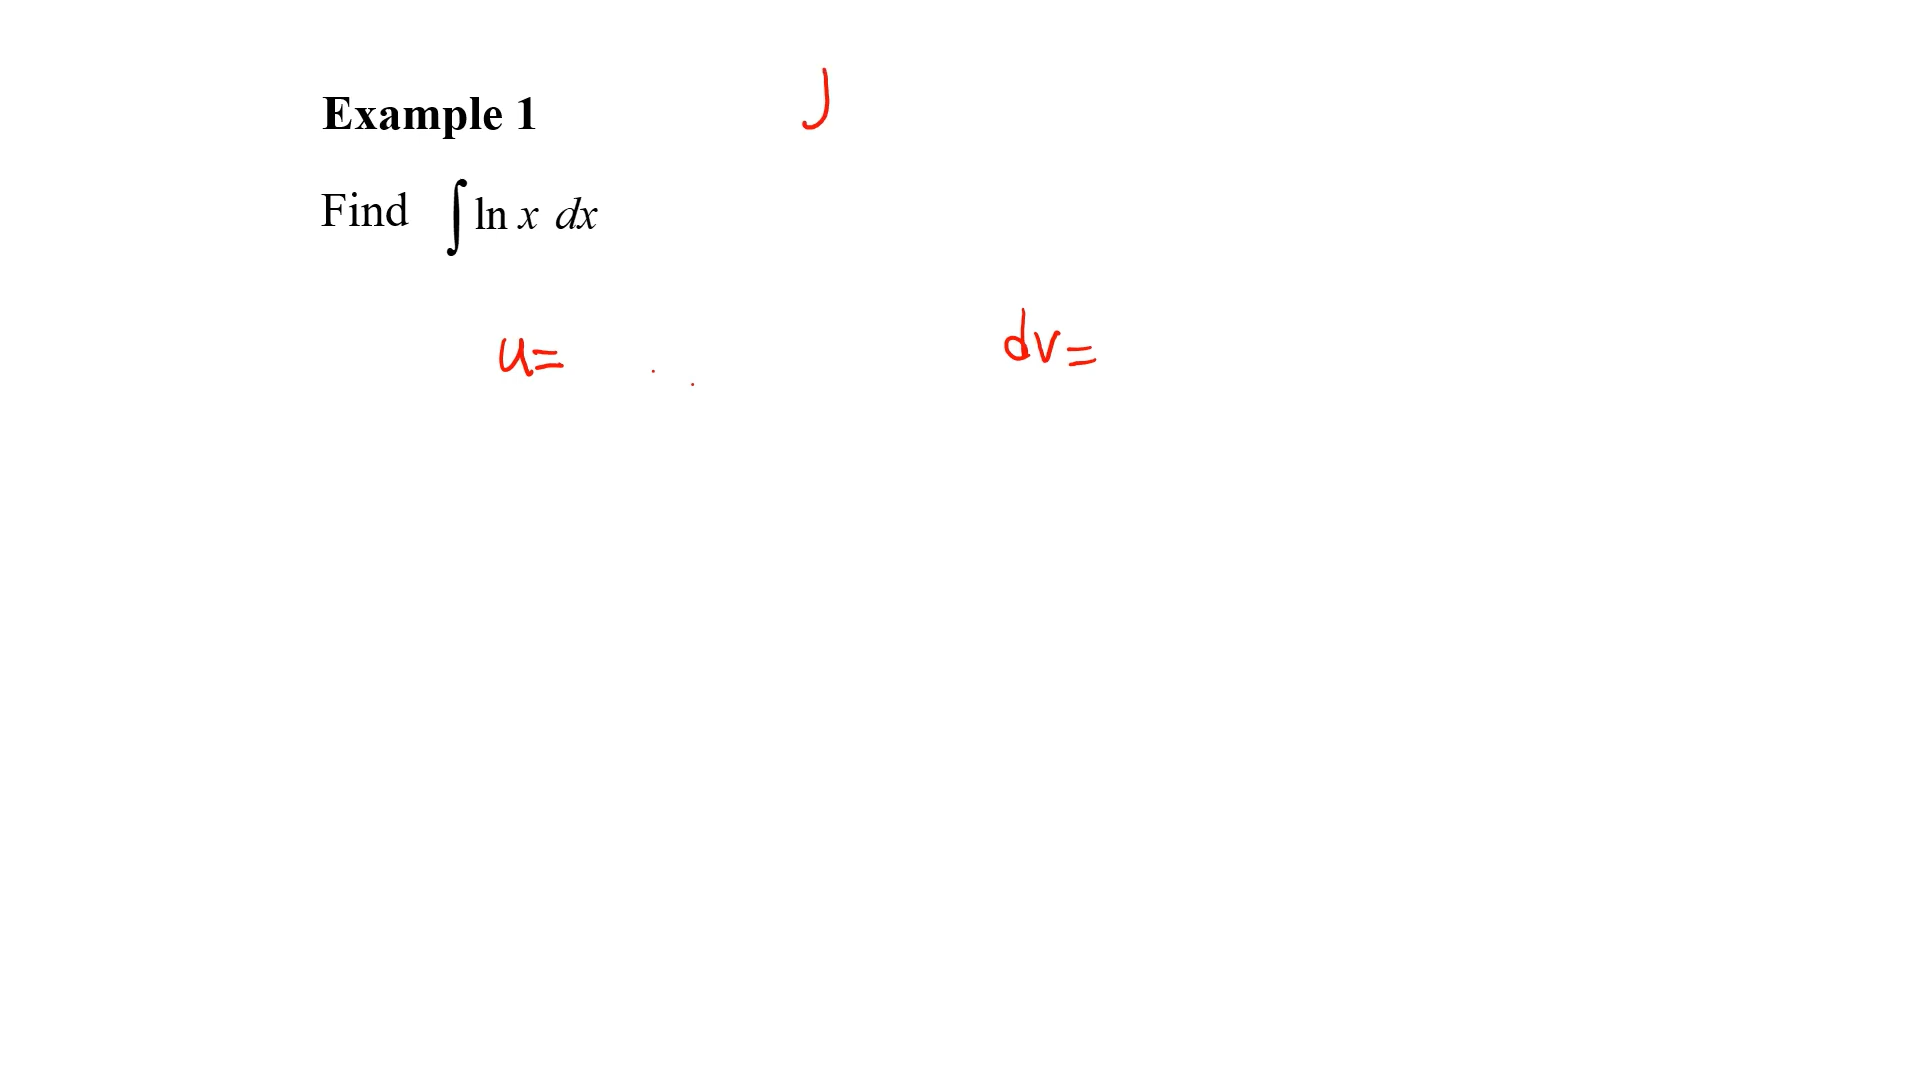 Example 1
Find ∫ ln x dx
u= dv=